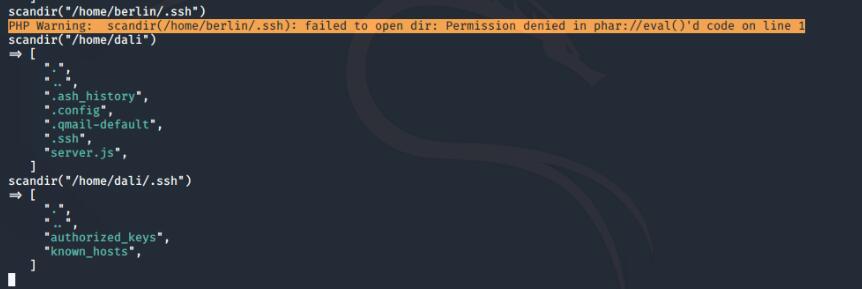 ]
scandir("/home/berlin/.ssh")
PHP Warning:  scandir(/home/berlin/.ssh): failed to open dir: Permission denied in phar://eval()'d code on line 1
scandir("/home/dali")
⇒ [
".",
"..",
".ash_history",
".config",
".qmail-default",
".ssh",
"server.js",
]
scandir("/home/dali/.ssh")
⇒ [
".",
"..",
"authorized_keys",
"known_hosts",
]